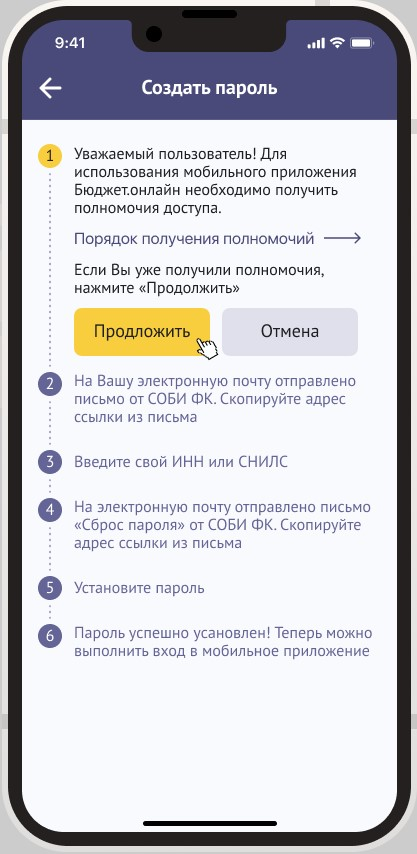 9:41
Создать пароль
1
Уважаемый пользователь! Для
использования мобильного приложения
Бюджет.онлайн необходимо получить
полномочия доступа.
Порядок получения полномочий
Если Вы уже получили полномочия,
нажмите «Продолжить»
Продложить
Отмена
2
На Вашу электронную почту отправлено
письмо от СОБИ ФК. Скопируйте адрес
ссылки из письма
3
Введите свой ИНН или СНИЛС
4
На электронную почту отправлено письмо
«Сброс пароля» от СОБИ ФК. Скопируйте
адрес ссылки из письма
5
Установите пароль
6
Пароль успешно усановлен! Теперь можно
выполнить вход в мобильное приложение